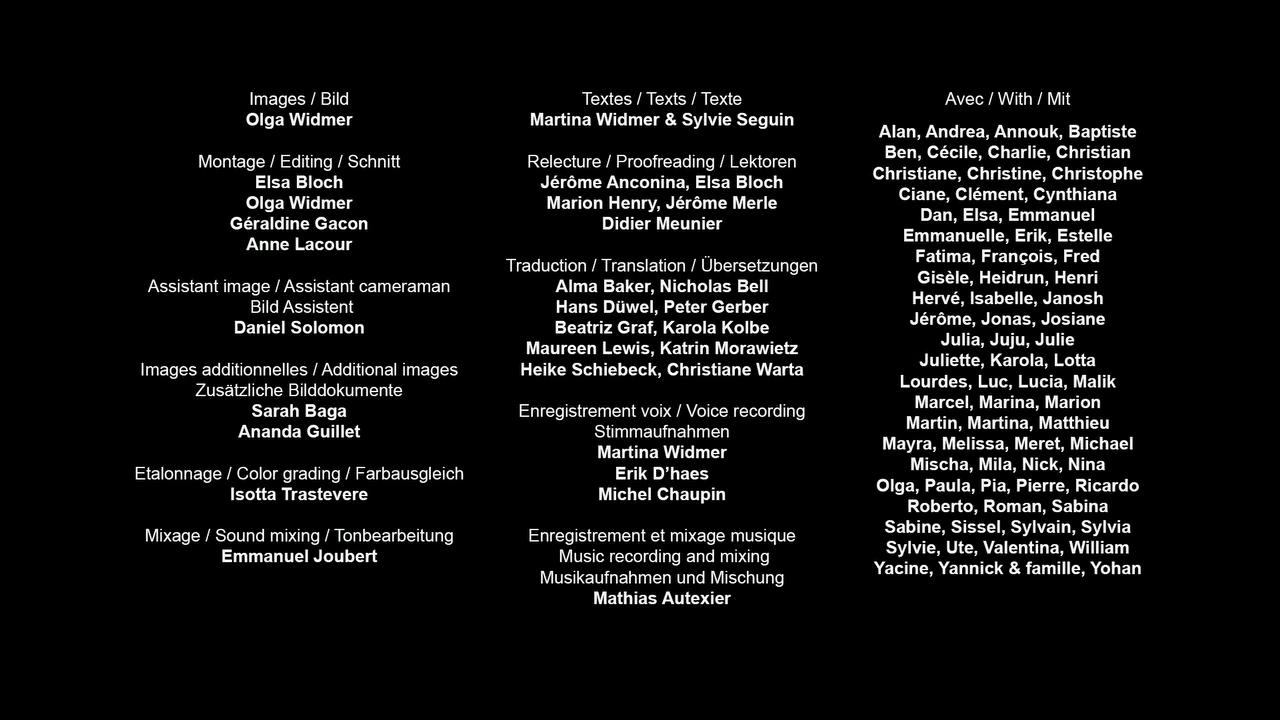 Images / Bild
Olga Widmer
Montage / Editing / Schnitt
Elsa Bloch
Olga Widmer
Géraldine Gacon
Anne Lacour
Assistant image / Assistant cameraman
Bild Assistent
Daniel Solomon
Images additionnelles / Additional images
Zusätzliche Bilddokumente
Sarah Baga
Ananda Guillet
Etalonnage / Color grading / Farbausgleich
Isotta Trastevere
Mixage / Sound mixing / Tonbearbeitung
Emmanuel Joubert
Textes / Texts / Texte
Martina Widmer & Sylvie Seguin
Relecture / Proofreading / Lektoren
Jérôme Anconina, Elsa Bloch
Marion Henry, Jérôme Merle
Didier Meunier
Traduction / Translation / Übersetzungen
Alma Baker, Nicholas Bell
Hans Düwel, Peter Gerber
Beatriz Graf, Karola Kolbe
Maureen Lewis, Katrin Morawietz
Heike Schiebeck, Christiane Warta
Enregistrement voix / Voice recording
Stimmaufnahmen
Martina Widmer
Erik D’haes
Michel Chaupin
Enregistrement et mixage musique
Music recording and mixing
Musikaufnahmen und Mischung
Mathias Autexier
Avec / With / Mit
Alan, Andrea, Annouk, Baptiste
Ben, Cécile, Charlie, Christian
Christiane, Christine, Christophe
Ciane, Clément, Cynthiana
Dan, Elsa, Emmanuel
Emmanuelle, Erik, Estelle
Fatima, François, Fred
Gisèle, Heidrun, Henri
Hervé, Isabelle, Janosh
Jérôme, Jonas, Josiane
Julia, Juju, Julie
Juliette, Karola, Lotta
Lourdes, Luc, Lucia, Malik
Marcel, Marina, Marion
Martin, Martina, Matthieu
Mayra, Melissa, Meret, Michael
Mischa, Mila, Nick, Nina
Olga, Paula, Pia, Pierre, Ricardo
Roberto, Roman, Sabina
Sabine, Sissel, Sylvain, Sylvia
Sylvie, Ute, Valentina, William
Yacine, Yannick & famille, Yohan